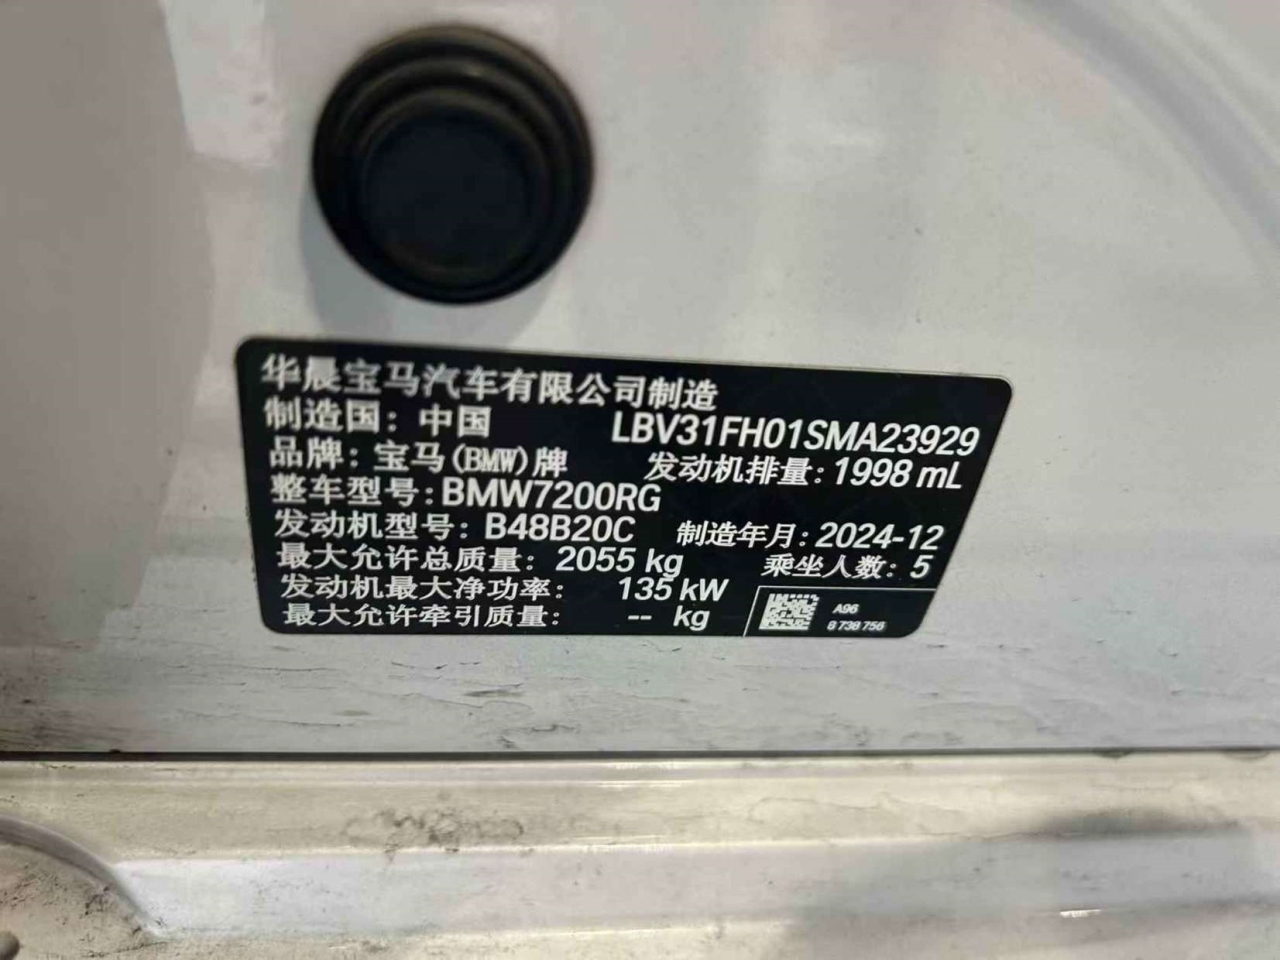 华晨宝马汽车有限公司制造
制造国：中国 LBV31FH01SMA23929
品牌：宝马(BMW)牌 发动机排量：1998 mL
整车型号：BMW7200RG
发动机型号：B48B20C 制造年月：2024-12
最大允许总质量：2055 kg 乘坐人数：5
发动机最大净功率：135 kW
最大允许牵引质量：-- kg
A96
8 738 756